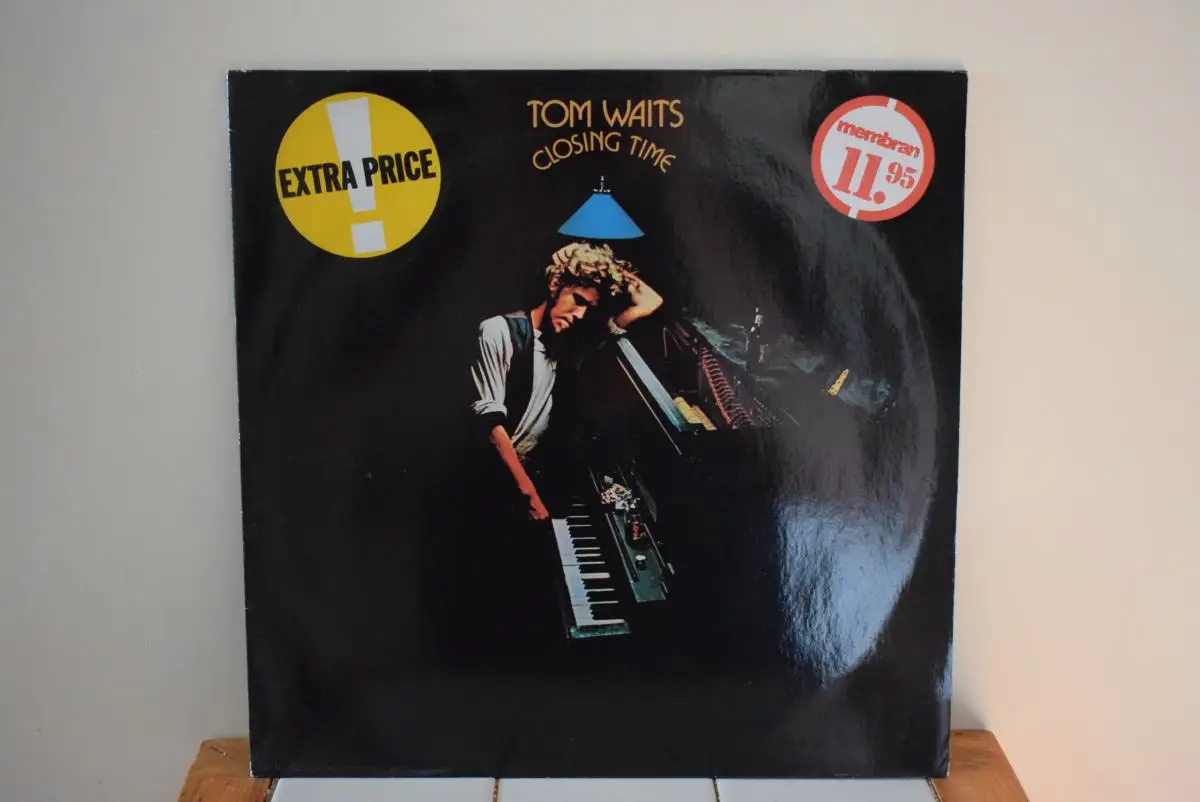 EXTRA PRICE
!
TOM WAITS
CLOSING TIME
membran
11.95